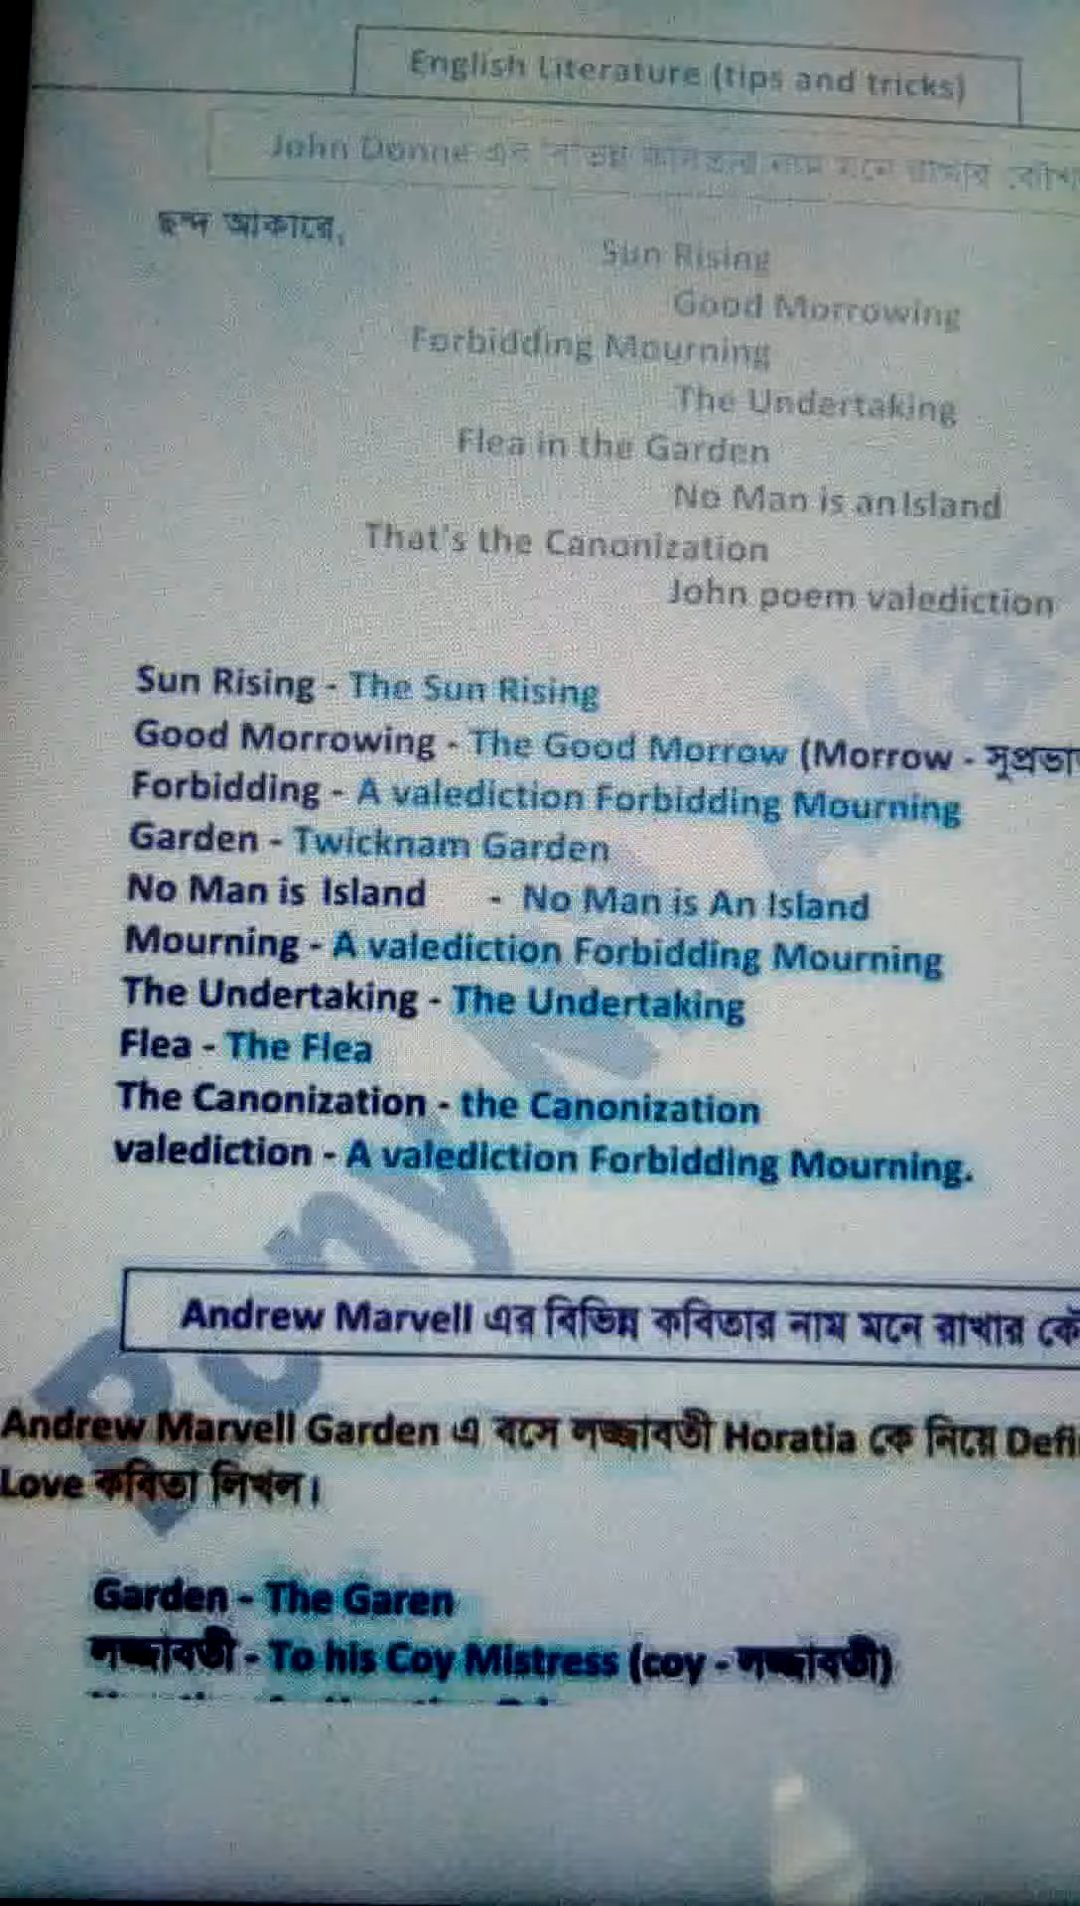 English Literature (tips and tricks)
John Donne এর বিভিন্ন কবিতার নাম মনে রাখার
ছন্দ আকারে,
Sun Rising
Good Morrowing
Forbidding Mourning
The Undertaking
Flea in the Garden
No Man is an Island
That's the Canonization
John poem valediction
Sun Rising - The Sun Rising
Good Morrowing - The Good Morrow (Morrow - সুপ্রভা
Forbidding - A valediction Forbidding Mourning
Garden - Twicknam Garden
No Man is Island - No Man is An Island
Mourning - A valediction Forbidding Mourning
The Undertaking - The Undertaking
Flea - The Flea
The Canonization - the Canonization
valediction - A valediction Forbidding Mourning.
Andrew Marvell এর বিভিন্ন কবিতার নাম মনে রাখার কৌ
Andrew Marvell Garden এ বসে লজ্জাবতী Horatia কে নিয়ে Defi
Love কবিতা লিখল।
Garden - The Garen
লজ্জাবতী - To his Coy Mistress (coy - লজ্জাবতী)